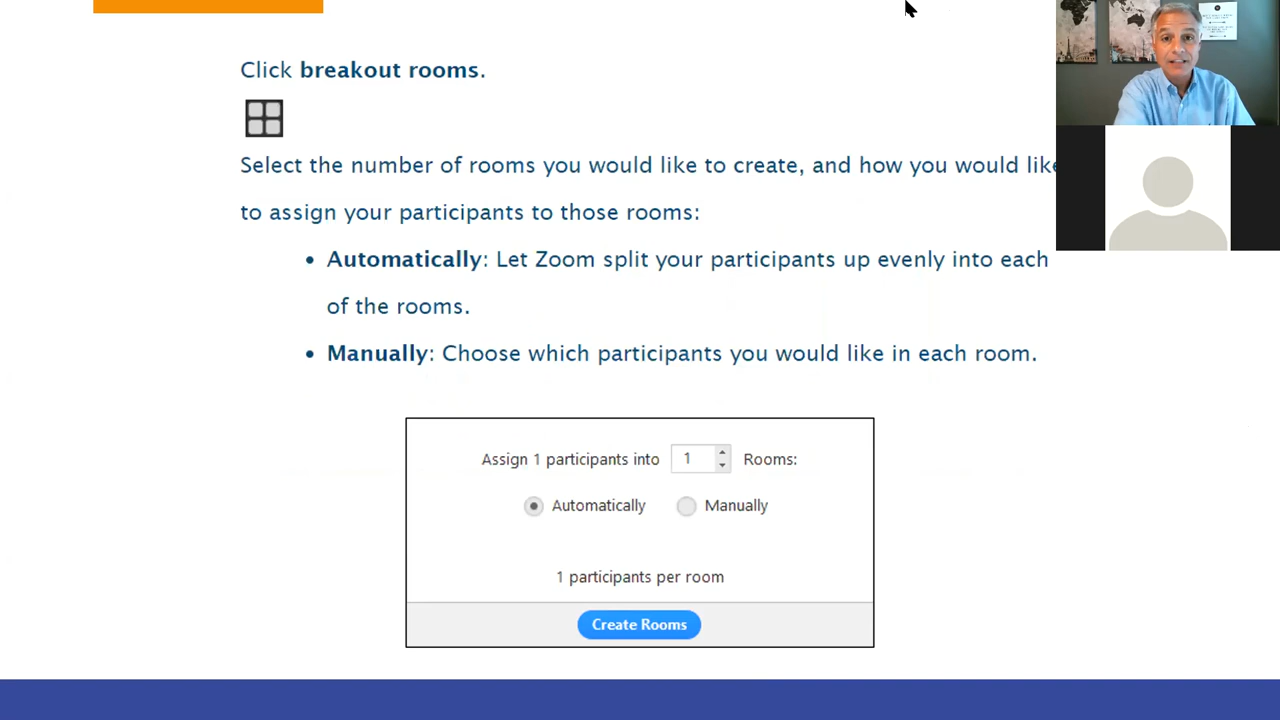 Click breakout rooms.
Select the number of rooms you would like to create, and how you would like
to assign your participants to those rooms:
• Automatically: Let Zoom split your participants up evenly into each
of the rooms.
• Manually: Choose which participants you would like in each room.
Assign 1 participants into 1 Rooms:
Automatically Manually
1 participants per room
Create Rooms